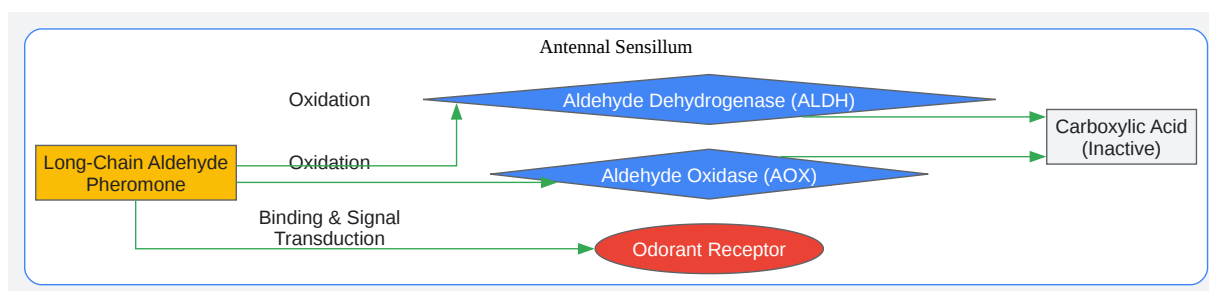 Antennal Sensillum
Oxidation
Aldehyde Dehydrogenase (ALDH)
Carboxylic Acid
(Inactive)
Long-Chain Aldehyde
Pheromone
Oxidation
Aldehyde Oxidase (AOX)
Binding & Signal
Transduction
Odorant Receptor